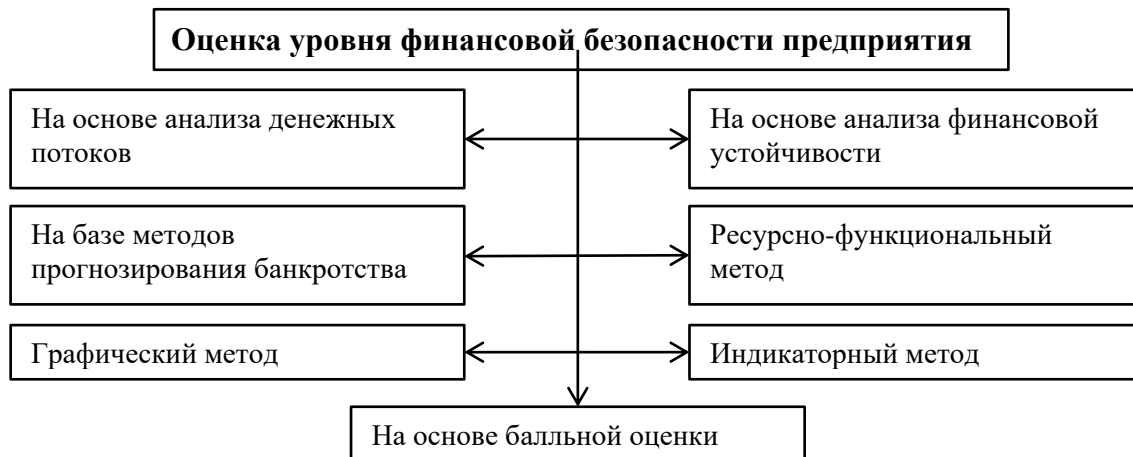 Оценка уровня финансовой безопасности предприятия
На основе анализа денежных
потоков
На основе анализа финансовой
устойчивости
На базе методов
прогнозирования банкротства
Ресурсно-функциональный
метод
Графический метод
Индикаторный метод
На основе балльной оценки